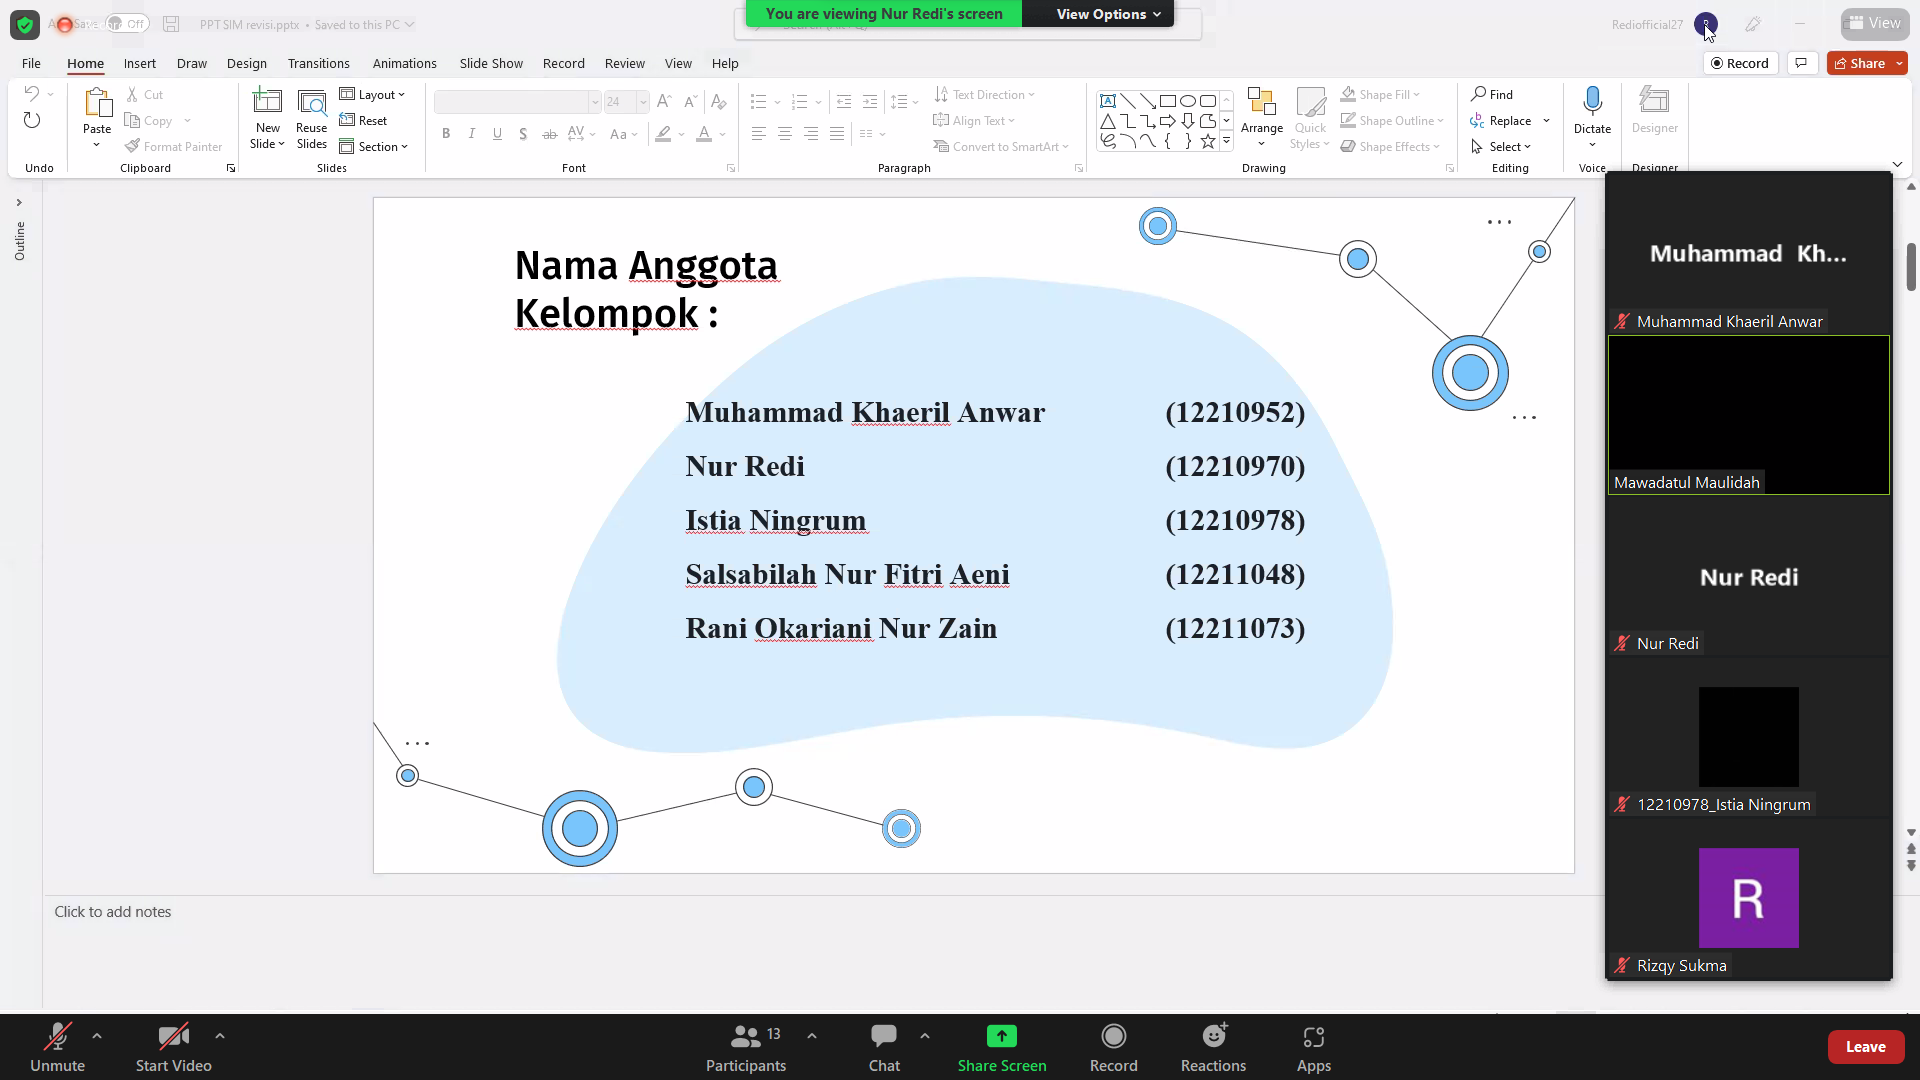 You are viewing Nur Redi's screen
View Options
Off
PPT SIM revisi.pptx • Saved to this PC
Rediofficial27
View
File Home Insert Draw Design Transitions Animations Slide Show Record Review View Help
Record
Share
Paste
Cut
Copy
Format Painter
New Slide
Reuse Slides
Layout
Reset
Section
24
Text Direction
Align Text
Convert to SmartArt
Arrange
Quick Styles
Shape Fill
Shape Outline
Shape Effects
Find
Replace
Select
Dictate
Designer
Undo
Clipboard
Slides
Font
Paragraph
Drawing
Editing
Voice
Designer
Outline
Nama Anggota
Kelompok :
Muhammad Khaeril Anwar (12210952)
Nur Redi (12210970)
Istia Ningrum (12210978)
Salsabilah Nur Fitri Aeni (12211048)
Rani Okariani Nur Zain (12211073)
Click to add notes
Muhammad Kh...
Muhammad Khaeril Anwar
Mawadatul Maulidah
Nur Redi
Nur Redi
12210978_Istia Ningrum
R
Rizqy Sukma
Unmute
Start Video
Participants
13
Chat
Share Screen
Record
Reactions
Apps
Leave